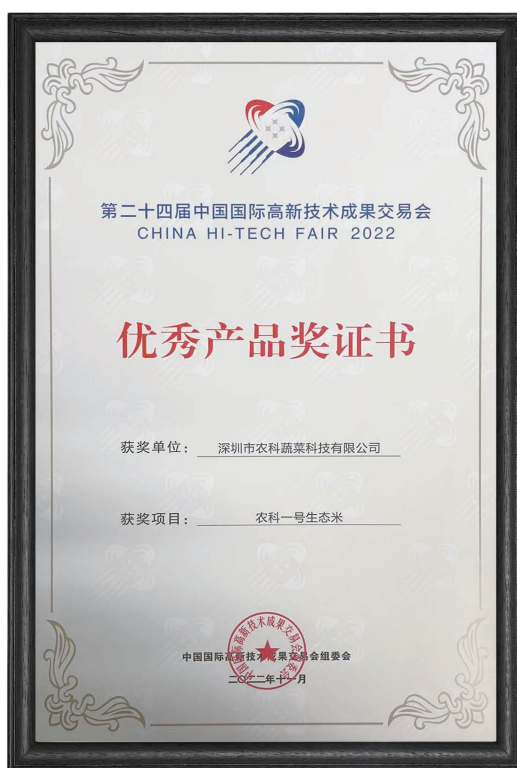 第二十四届中国国际高新技术成果交易会
CHINA HI-TECH FAIR 2022
优秀产品奖证书
获奖单位：深圳市农科蔬菜科技有限公司
获奖项目：农科一号生态米
中国国际高新技术成果交易会组委会
二〇二二年十一月